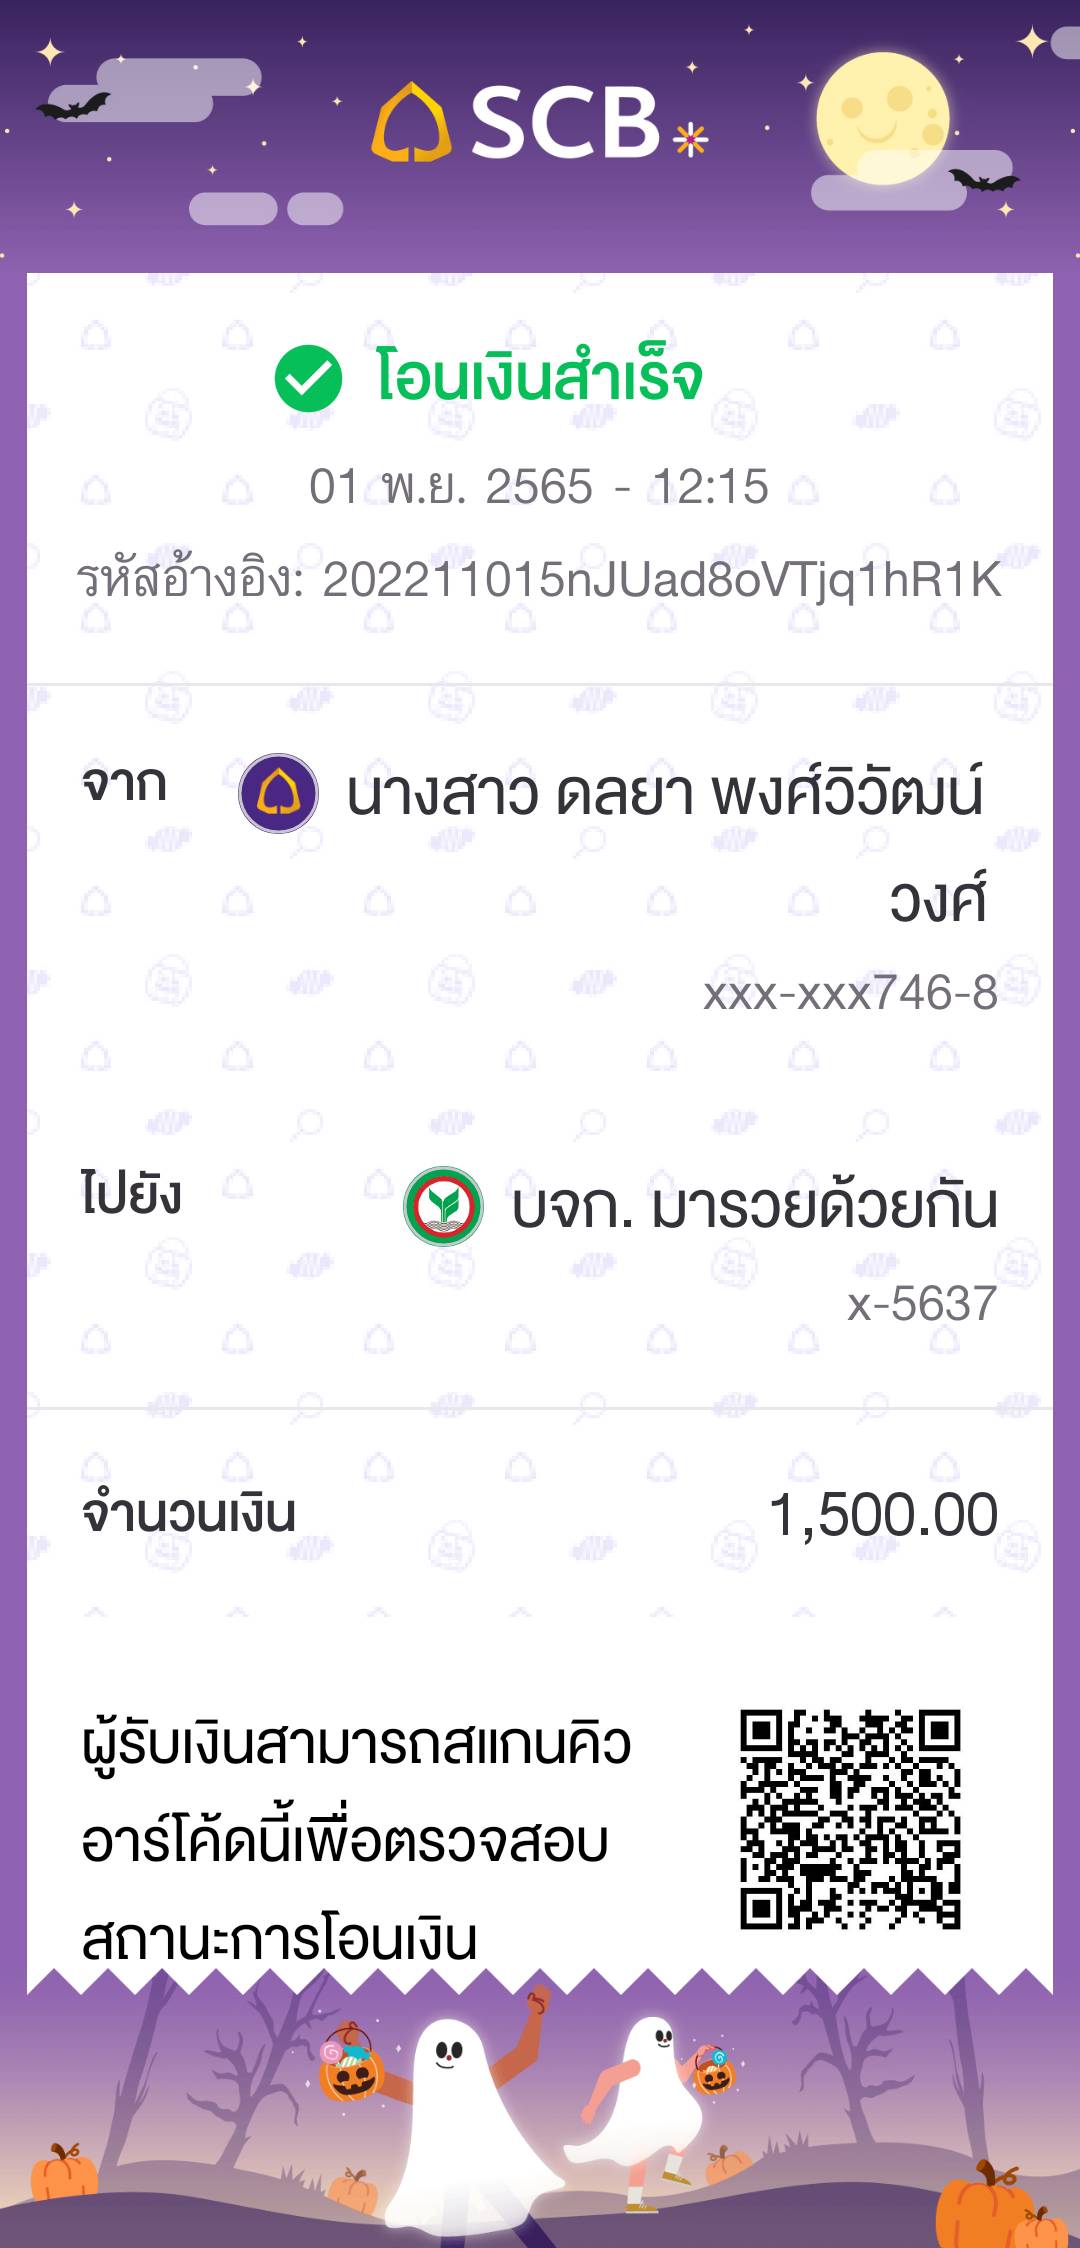 SCB
โอนเงินสำเร็จ
01 พ.ย. 2565 - 12:15
รหัสอ้างอิง: 202211015nJUad8oVTjq1hR1K
จาก นางสาว ดลยา พงศ์วิวัฒน์
วงศ์
xxx-xxx746-8
ไปยัง บจก. มารวยด้วยกัน
x-5637
จำนวนเงิน 1,500.00
ผู้รับเงินสามารถสแกนคิว
อาร์โค้ดนี้เพื่อตรวจสอบ
สถานะการโอนเงิน